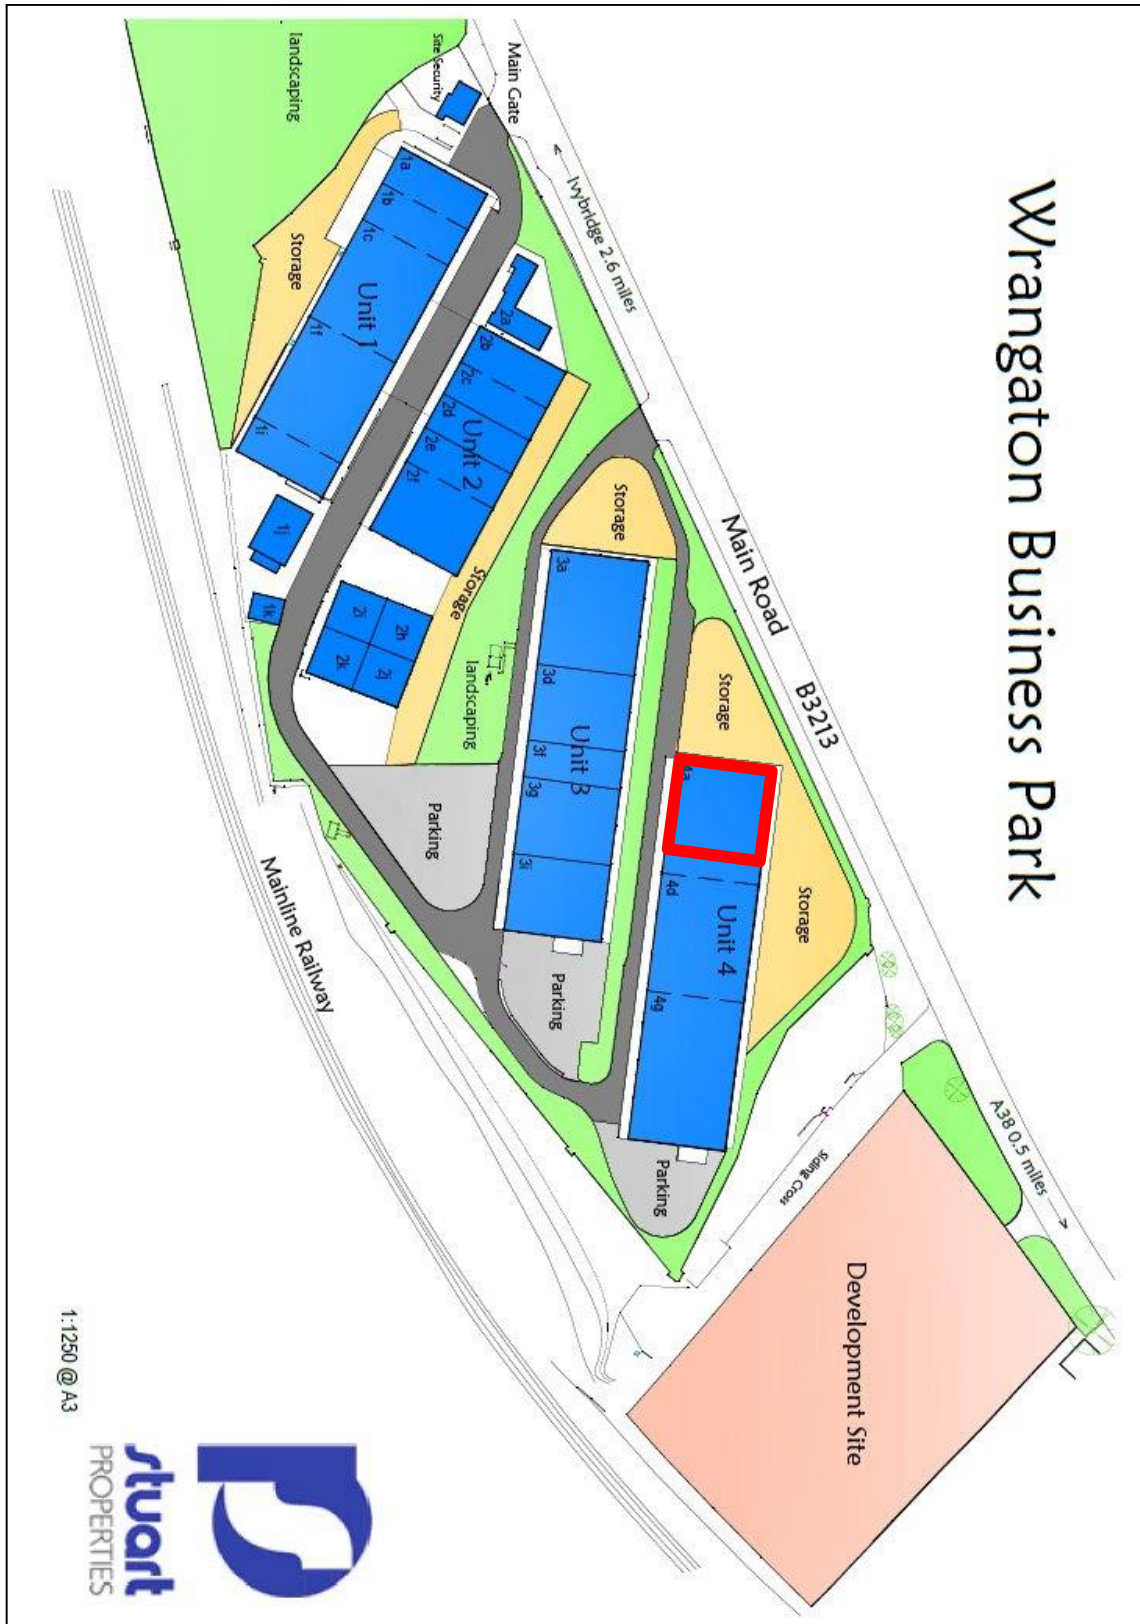 Wrangaton Business Park
landscaping
Site Security
Main Gate
Ivybridge 2.6 miles
Main Road
B3213
A38 0.5 miles
Storage
1a
1b
1c
Unit 1
1f
1i
1j
1k
2a
2b
2c
2d
2e
2f
Unit 2
Storage
2h
2i
2j
2k
landscaping
Storage
3a
3d
Unit 3
3f
3g
3i
Parking
Parking
Storage
4a
4d
Unit 4
4g
Storage
Parking
Siding Cross
Development Site
Mainline Railway
1:1250 @ A3
stuart
PROPERTIES